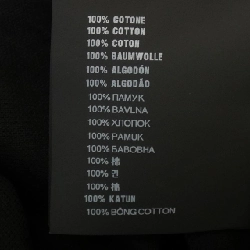 100% COTONE
100% COTTON
100% COTON
100% BAUMWOLLE
100% ALGODÓN
100% ALGODÃO
100% ПАМУК
100% BAVLNA
100% ХЛОПОК
100% PAMUK
100% БАВОВНА
100% 棉
100% 면
100% 棉
100% KATUN
100% BÔNG COTTON